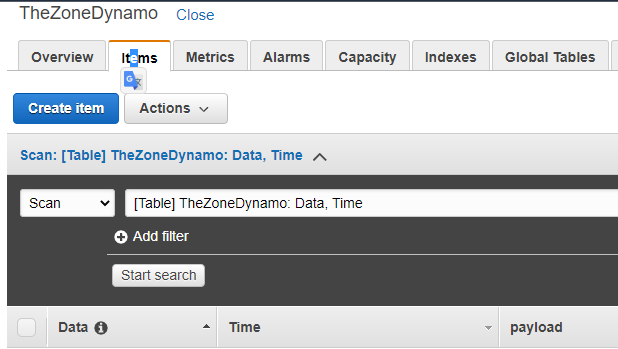 TheZoneDynamo Close
Overview Items Metrics Alarms Capacity Indexes Global Tables
Create item Actions
Scan: [Table] TheZoneDynamo: Data, Time
Scan [Table] TheZoneDynamo: Data, Time
Add filter
Start search
Data Time payload